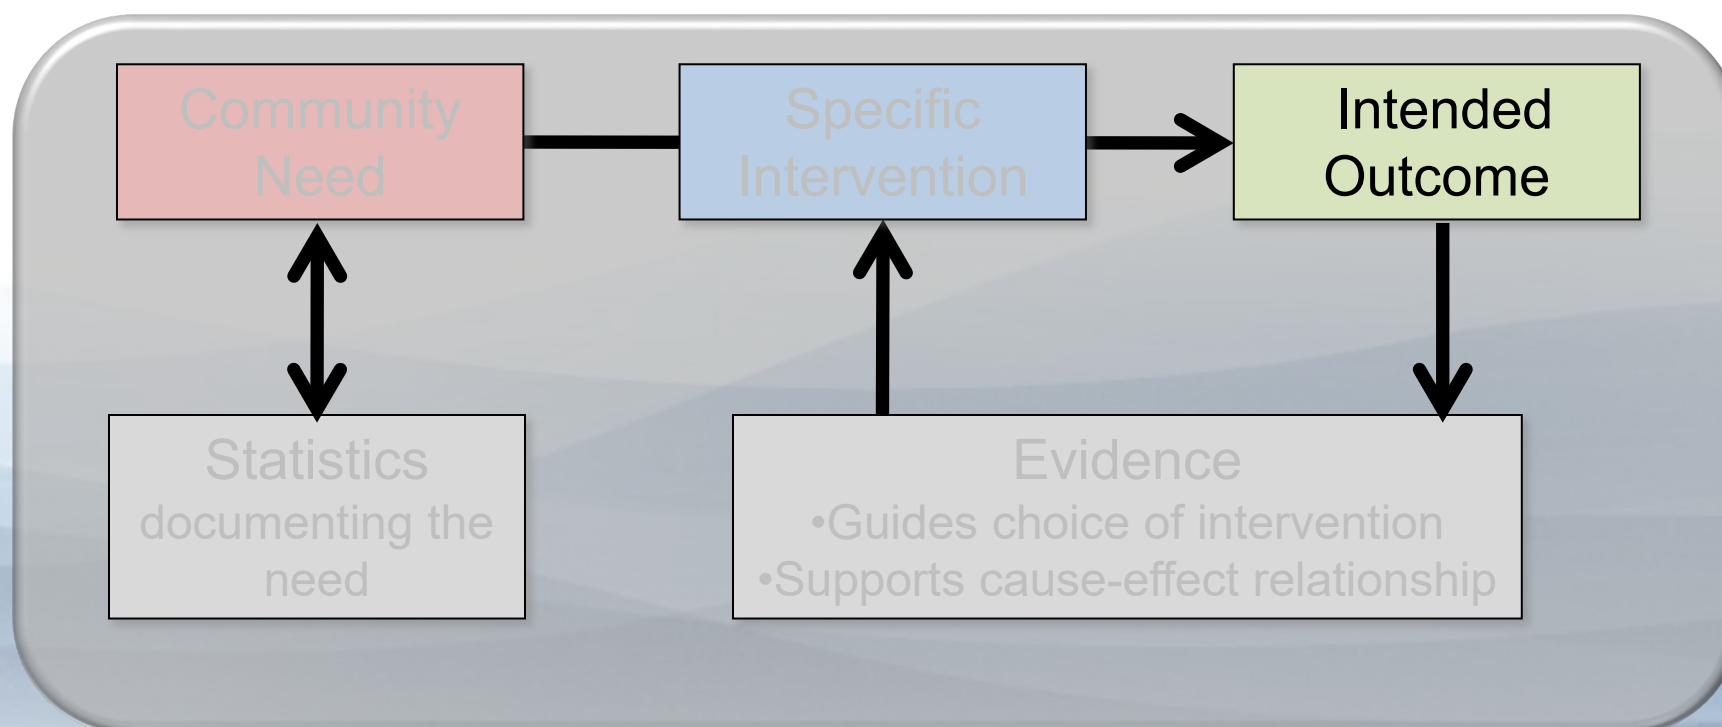 Community
Need
Specific
Intervention
Intended
Outcome
Statistics
documenting the
need
Evidence
•Guides choice of intervention
•Supports cause-effect relationship